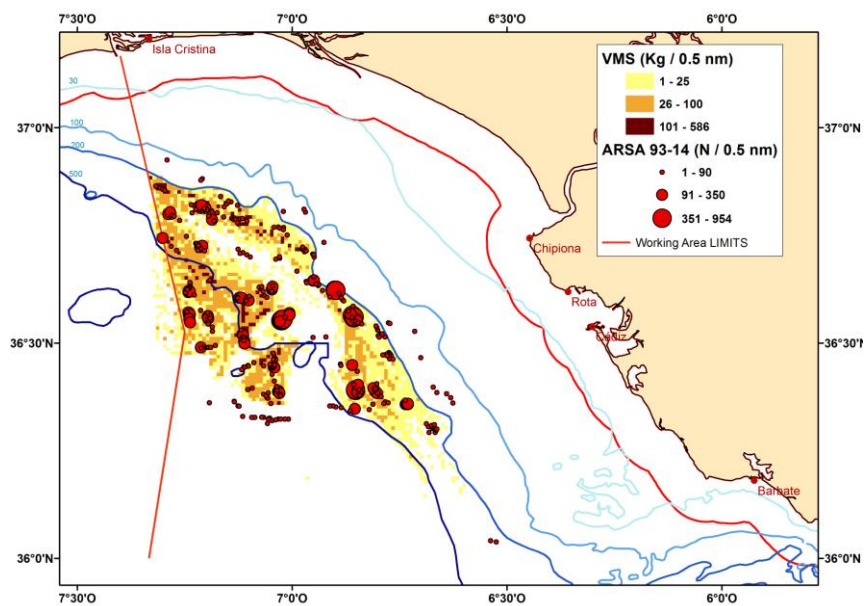 7°30'O 7°0'O 6°30'O 6°0'O
Isla Cristina
VMS (Kg / 0.5 nm)
1 - 25
26 - 100
101 - 586
ARSA 93-14 (N / 0.5 nm)
1 - 90
91 - 350
351 - 954
Working Area LIMITS
30
37°0'N 37°0'N
100
200
500
Chipiona
Rota
Cádiz
36°30'N 36°30'N
Barbate
36°0'N 36°0'N
7°30'O 7°0'O 6°30'O 6°0'O